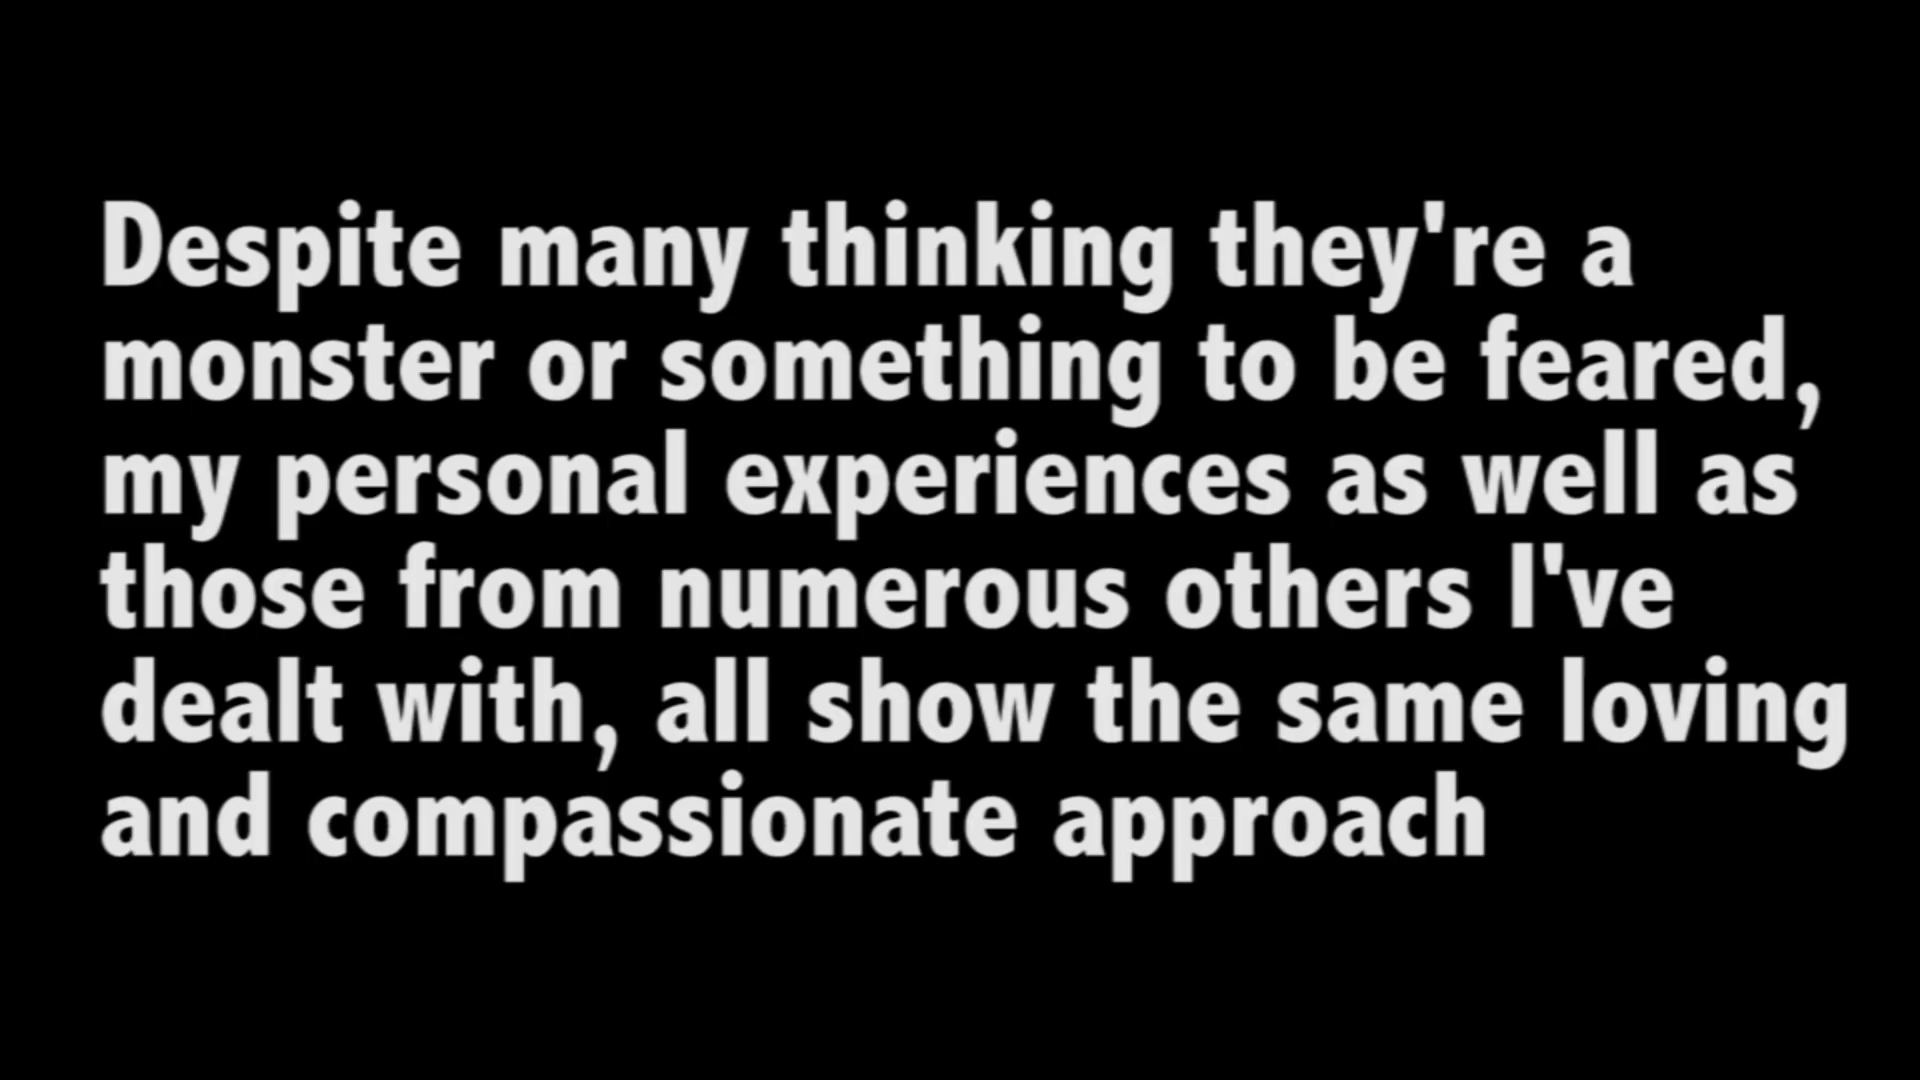 Despite many thinking they're a
monster or something to be feared,
my personal experiences as well as
those from numerous others I've
dealt with, all show the same loving
and compassionate approach